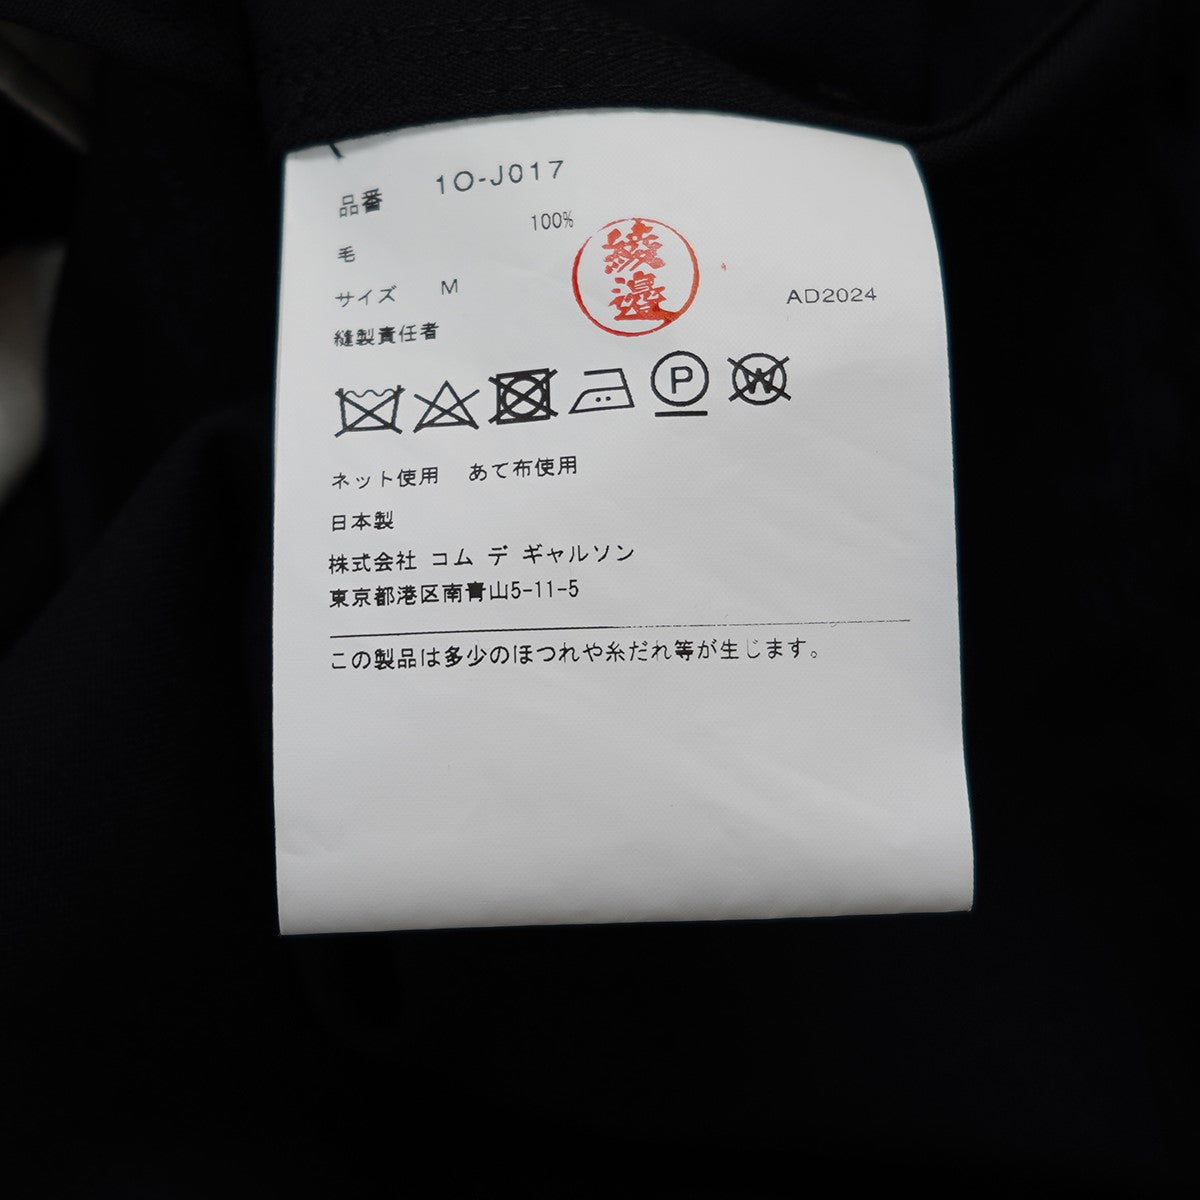 品番 1O-J017
100%
毛
サイズ M
綾邊
AD2024
縫製責任者
P
W
ネット使用 あて布使用
日本製
株式会社 コム デ ギャルソン
東京都港区南青山5-11-5
この製品は多少のほつれや糸だれ等が生じます。